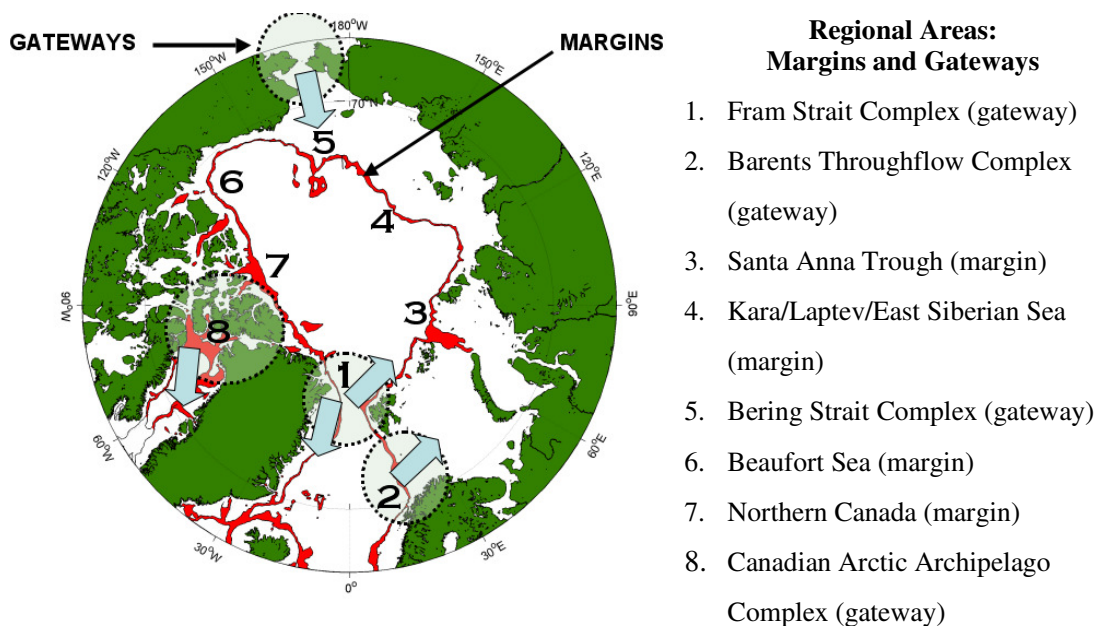 GATEWAYS
MARGINS
180°W
150°W
150°E
120°W
120°E
90°W
90°E
60°W
60°E
30°W
30°E
0°
70°N
1
2
3
4
5
6
7
8
Regional Areas:
Margins and Gateways
1. Fram Strait Complex (gateway)
2. Barents Throughflow Complex
(gateway)
3. Santa Anna Trough (margin)
4. Kara/Laptev/East Siberian Sea
(margin)
5. Bering Strait Complex (gateway)
6. Beaufort Sea (margin)
7. Northern Canada (margin)
8. Canadian Arctic Archipelago
Complex (gateway)